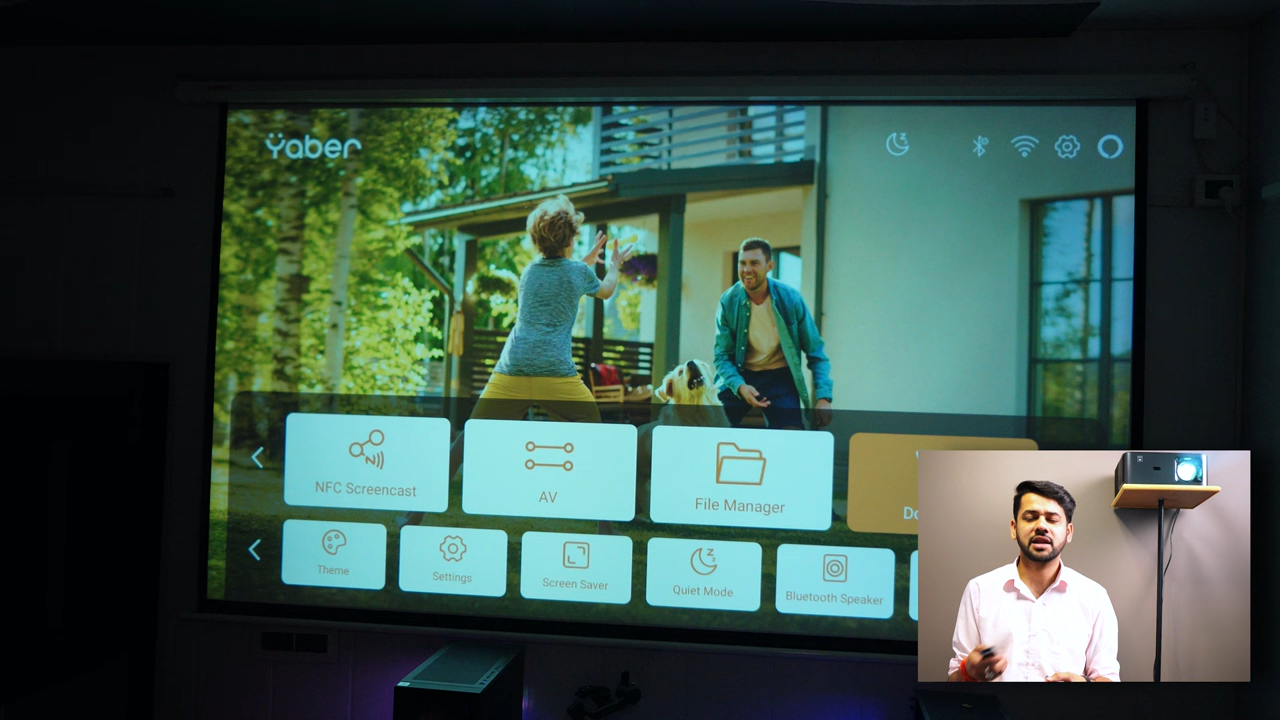 Yaber
NFC Screencast
AV
File Manager
Theme
Settings
Screen Saver
Quiet Mode
Bluetooth Speaker